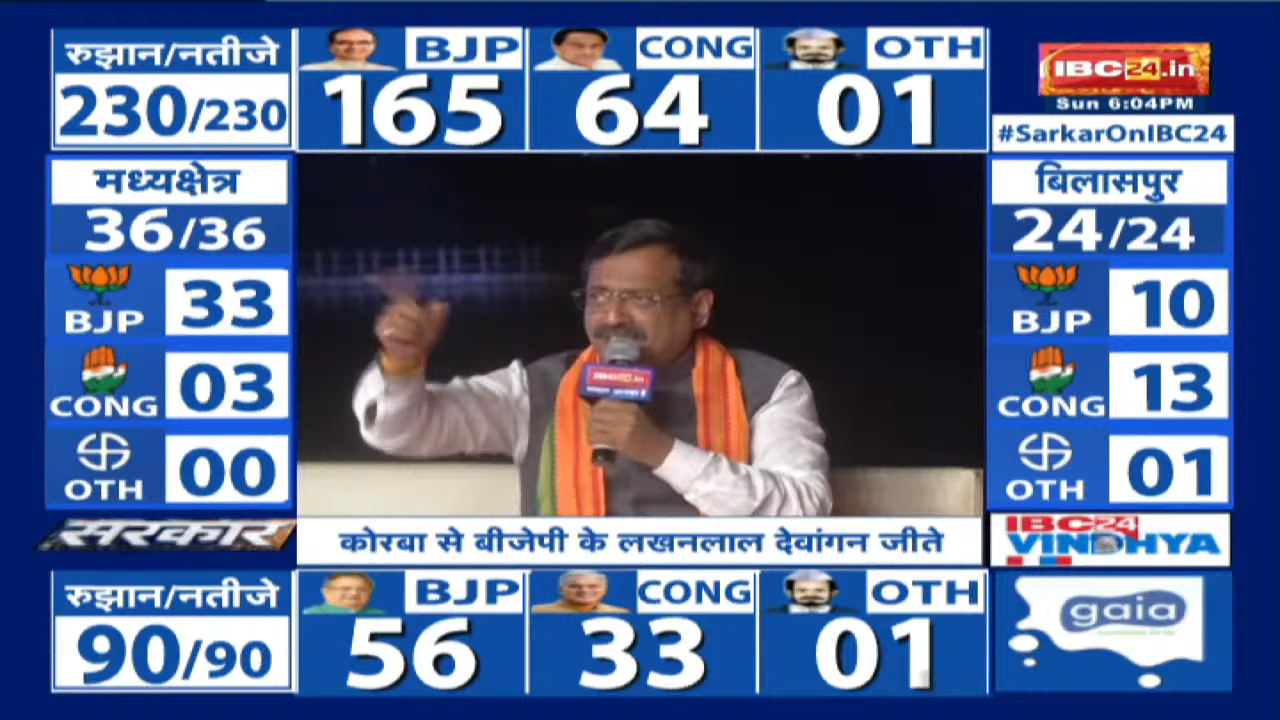 रुझान/नतीजे
230/230
BJP
165
CONG
64
OTH
01
IBC24.in
Sun 6:04PM
#SarkarOnIBC24
मध्यक्षेत्र
36/36
BJP
33
CONG
03
OTH
00
बिलासपुर
24/24
BJP
10
CONG
13
OTH
01
IBC24.in
सरकार
कोरबा से बीजेपी के लखनलाल देवांगन जीते
IBC24
VINDHYA
रुझान/नतीजे
90/90
BJP
56
CONG
33
OTH
01
gaia